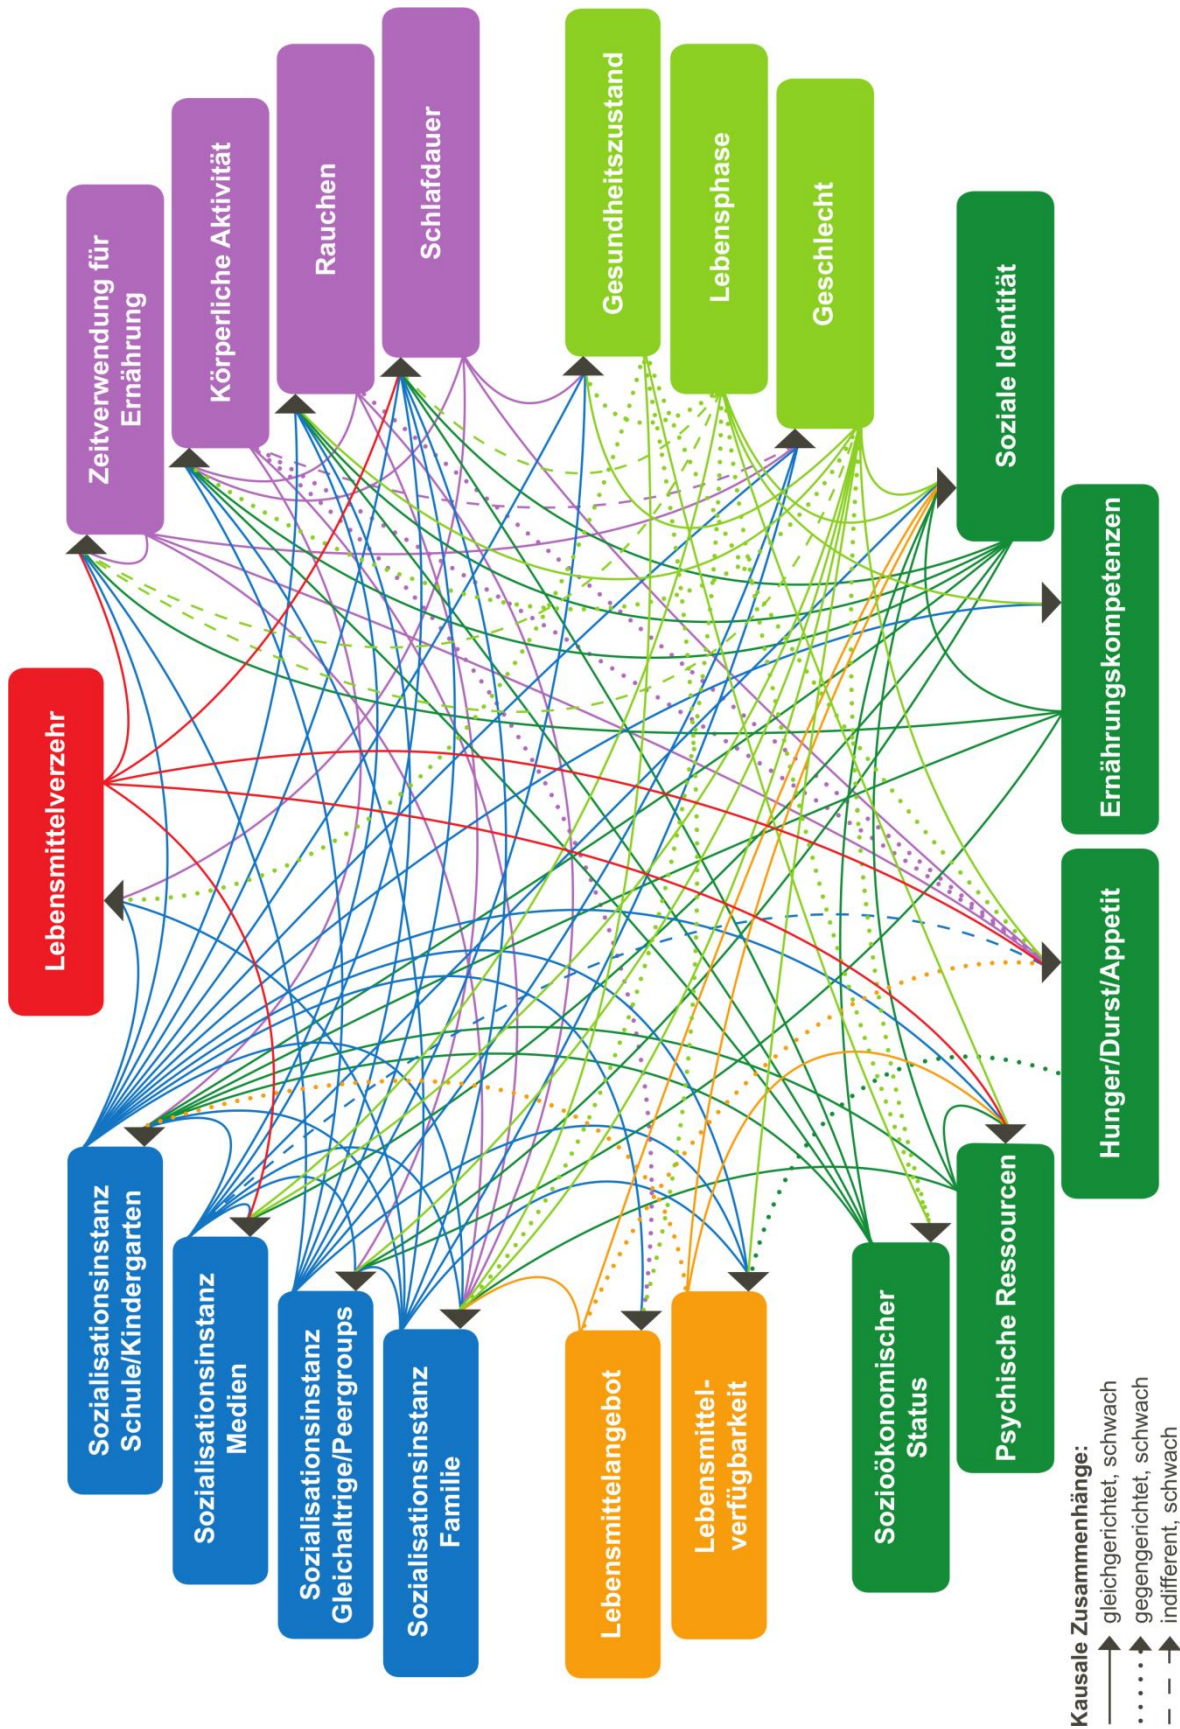 Lebensmittelverzehr
Zeitverwendung für
Ernährung
Körperliche Aktivität
Rauchen
Schlafdauer
Gesundheitszustand
Lebensphase
Geschlecht
Soziale Identität
Ernährungskompetenzen
Hunger/Durst/Appetit
Psychische Ressourcen
Sozioökonomischer
Status
Lebensmittel-
verfügbarkeit
Lebensmittelangebot
Sozialisationsinstanz
Familie
Sozialisationsinstanz
Gleichaltrige/Peergroups
Sozialisationsinstanz
Medien
Sozialisationsinstanz
Schule/Kindergarten
Kausale Zusammenhänge:
gleichgerichtet, schwach
gegengerichtet, schwach
indifferent, schwach